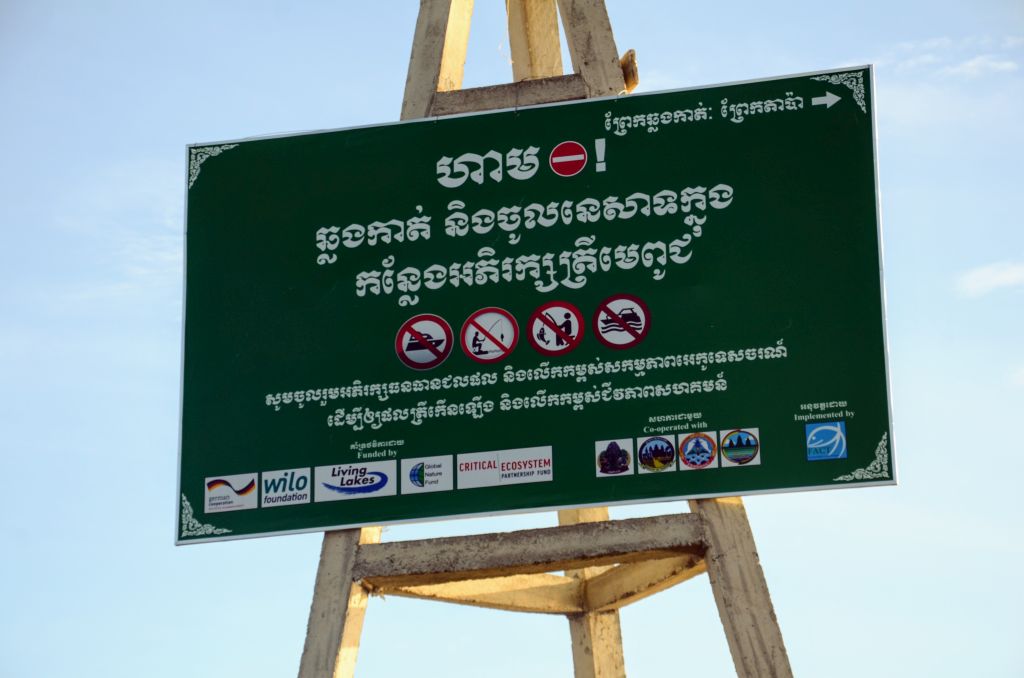 ព្រែកឆ្លងកាត់: ព្រែកតាប៉ា
ហាម !
ឆ្លងកាត់ និងចូលនេសាទក្នុង
កន្លែងអភិរក្សត្រីមេពូជ
សូមចូលរួមអភិរក្សធនធានជលផល និងលើកកម្ពស់សកម្មភាពអេកូទេសចរណ៍
ដើម្បីឲ្យផលត្រីកើនឡើង និងលើកកម្ពស់ជីវភាពសហគមន៍
គាំទ្រថវិកាដោយ
Funded by
german
cooperation
wilo
foundation
Living
Lakes
Global
Nature
Fund
CRITICAL ECOSYSTEM
PARTNERSHIP FUND
សហការជាមួយ
Co-operated with
អនុវត្តដោយ
Implemented by
FACT